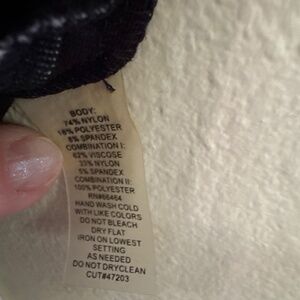 BODY:
74% NYLON
18% POLYESTER
8% SPANDEX
COMBINATION I:
62% VISCOSE
33% NYLON
5% SPANDEX
COMBINATION II:
100% POLYESTER
RN#66464
HAND WASH COLD
WITH LIKE COLORS
DO NOT BLEACH
DRY FLAT
IRON ON LOWEST
SETTING
AS NEEDED
DO NOT DRYCLEAN
CUT#47203